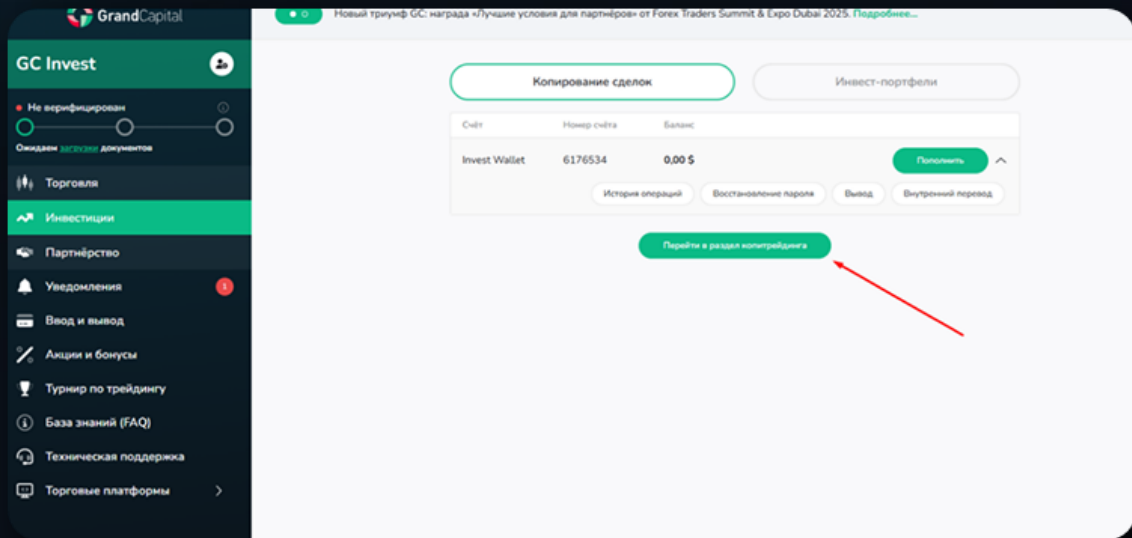 GrandCapital
Новый триумф GC: награда «Лучшие условия для партнёров» от Forex Traders Summit & Expo Dubai 2025. Подробнее...
GC Invest
Не верифицирован
Ожидаем загрузки документов
Торговля
Инвестиции
Партнёрство
Уведомления 1
Ввод и вывод
Акции и бонусы
Турнир по трейдингу
База знаний (FAQ)
Техническая поддержка
Торговые платформы
Копирование сделок Инвест-портфели
Счёт Номер счёта Баланс
Invest Wallet 6176534 0,00 $ Пополнить
История операций Восстановление пароля Вывод Внутренний перевод
Перейти в раздел копитрейдинга